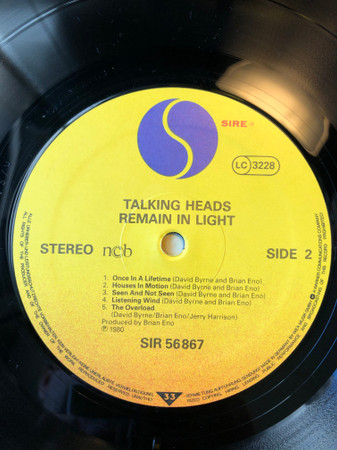 SIRE
LC 3228
TALKING HEADS
REMAIN IN LIGHT
STEREO ncb SIDE 2
1. Once In A Lifetime (David Byrne and Brian Eno)
2. Houses In Motion (David Byrne and Brian Eno)
3. Seen And Not Seen (David Byrne and Brian Eno)
4. Listening Wind (David Byrne and Brian Eno)
5. The Overload
(David Byrne/Brian Eno/Jerry Harrison)
Produced by Brian Eno
℗ 1980
SIR 56 867
33